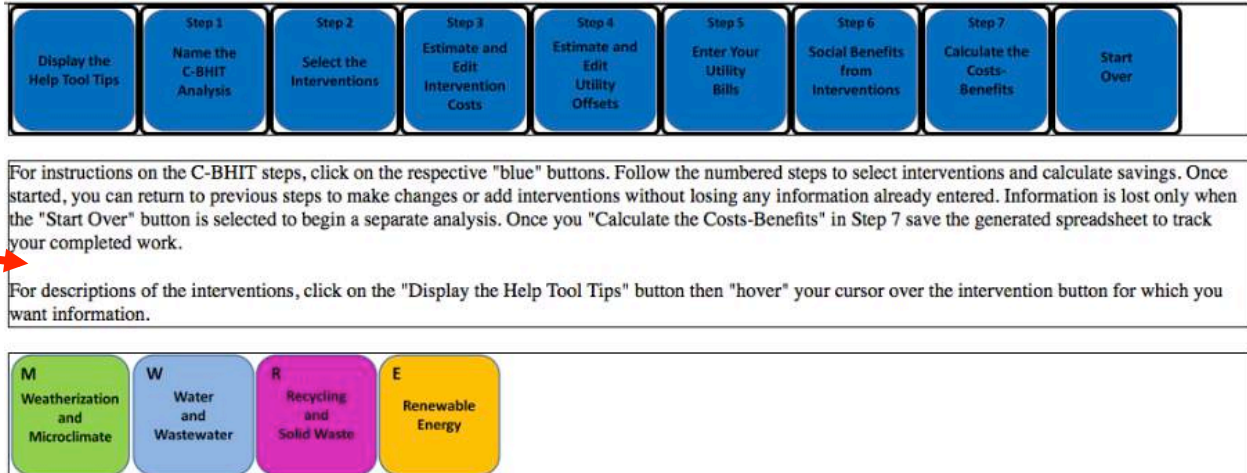 Display the
Help Tool Tips
Step 1
Name the
C-BHIT
Analysis
Step 2
Select the
Interventions
Step 3
Estimate and
Edit
Intervention
Costs
Step 4
Estimate and
Edit
Utility
Offsets
Step 5
Enter Your
Utility
Bills
Step 6
Social Benefits
from
Interventions
Step 7
Calculate the
Costs-
Benefits
Start
Over
For instructions on the C-BHIT steps, click on the respective "blue" buttons. Follow the numbered steps to select interventions and calculate savings. Once
started, you can return to previous steps to make changes or add interventions without losing any information already entered. Information is lost only when
the "Start Over" button is selected to begin a separate analysis. Once you "Calculate the Costs-Benefits" in Step 7 save the generated spreadsheet to track
your completed work.
For descriptions of the interventions, click on the "Display the Help Tool Tips" button then "hover" your cursor over the intervention button for which you
want information.
M
Weatherization
and
Microclimate
W
Water
and
Wastewater
R
Recycling
and
Solid Waste
E
Renewable
Energy